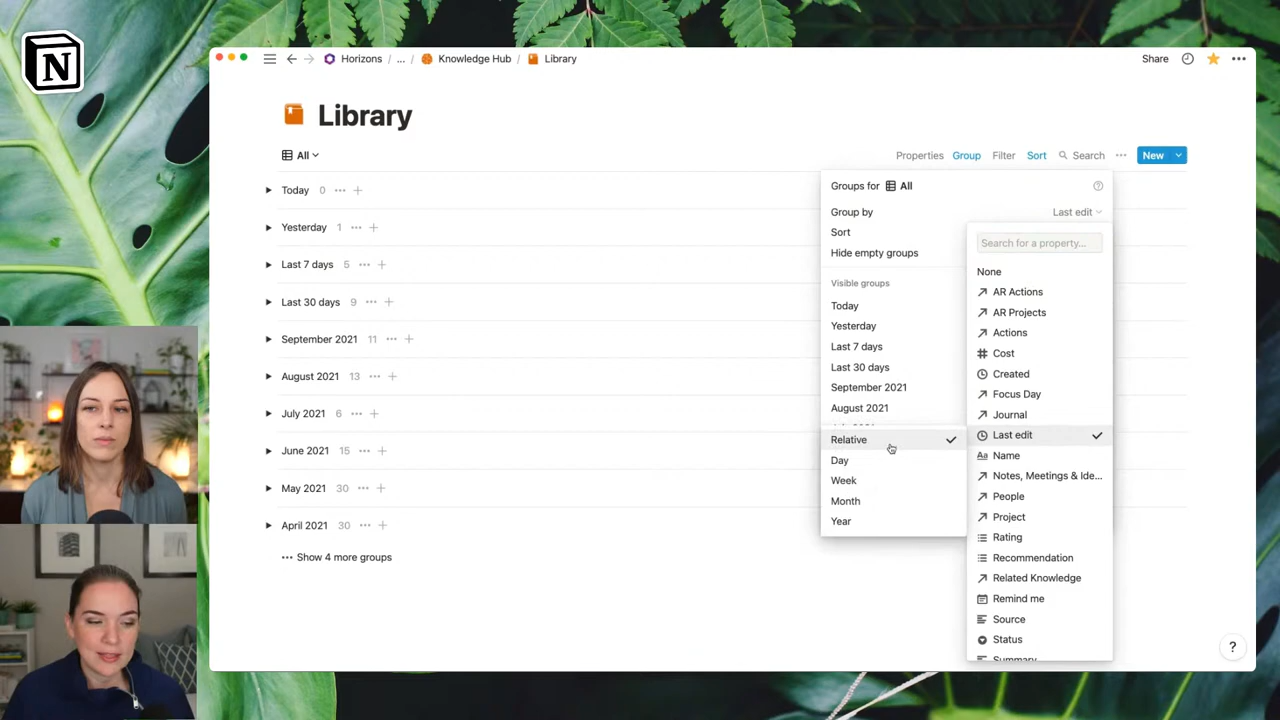 N
Horizons / ... / Knowledge Hub / Library
Share
Library
All
Properties Group Filter Sort Search ... New
Today 0
Yesterday 1
Last 7 days 5
Last 30 days 9
September 2021 11
August 2021 13
July 2021 6
June 2021 15
May 2021 30
April 2021 30
Show 4 more groups
Groups for All
Group by Last edit
Sort
Hide empty groups
Visible groups
Today
Yesterday
Last 7 days
Last 30 days
September 2021
August 2021
Relative
Day
Week
Month
Year
Search for a property...
None
AR Actions
AR Projects
Actions
Cost
Created
Focus Day
Journal
Last edit
Name
Notes, Meetings & Ide...
People
Project
Rating
Recommendation
Related Knowledge
Remind me
Source
Status
Summary
?